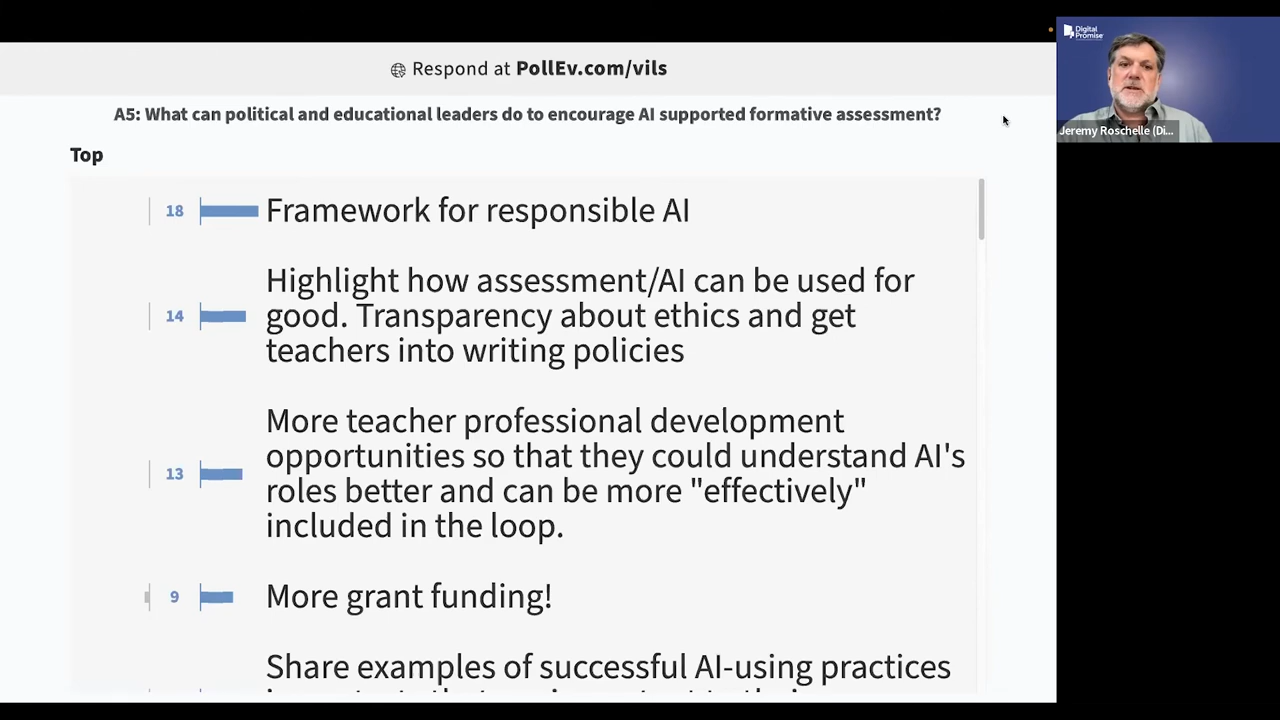 Respond at PollEv.com/vils
Digital
Promise
A5: What can political and educational leaders do to encourage AI supported formative assessment?
Jeremy Roschelle (Di...
Top
18
Framework for responsible AI
Highlight how assessment/AI can be used for
14
good. Transparency about ethics and get
teachers into writing policies
More teacher professional development
opportunities so that they could understand AI's
13
roles better and can be more "effectively"
included in the loop.
9
More grant funding!
Share examples of successful AI-using practices